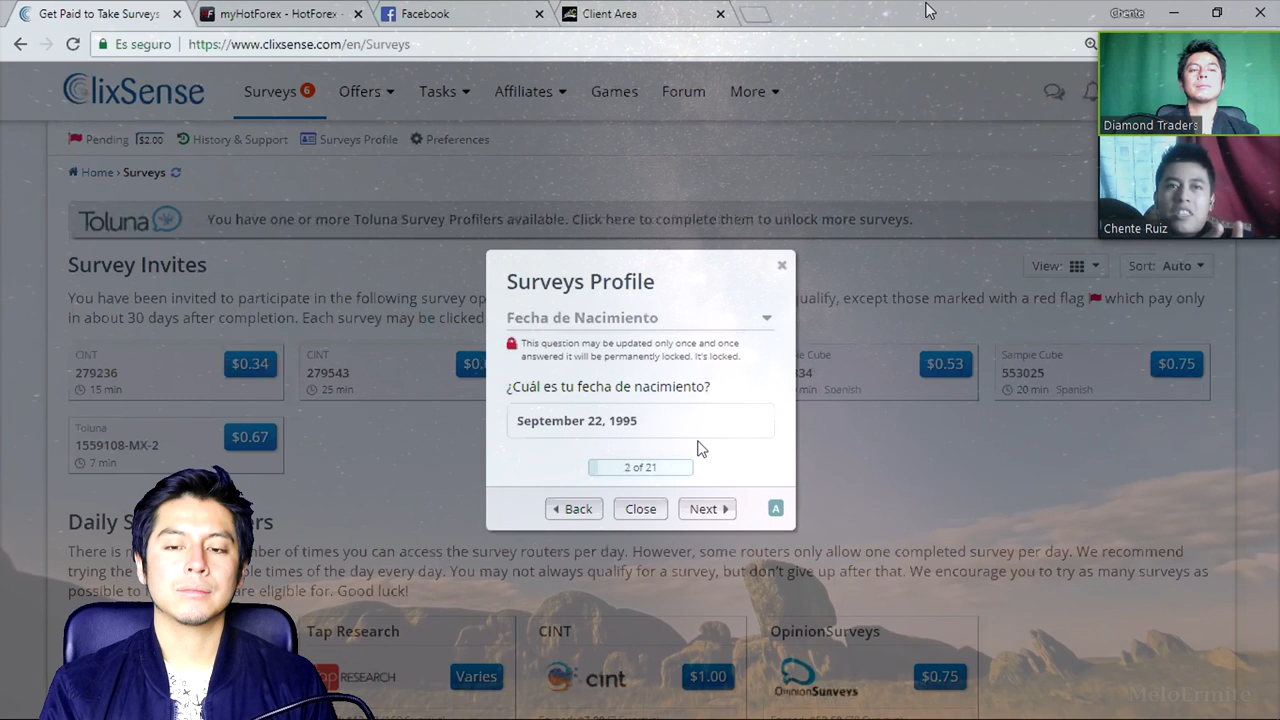 Get Paid to Take Surveys
myHotForex - HotForex
Facebook
Client Area
Chente
Es seguro
https://www.clixsense.com/en/Surveys
ClixSense
Surveys 6
Offers
Tasks
Affiliates
Games
Forum
More
Diamond Traders
Pending $2.00
History & Support
Surveys Profile
Preferences
Home › Surveys
Toluna
You have one or more Toluna Survey Profilers available. Click here to complete them to unlock more surveys.
Chente Ruiz
Survey Invites
View:
Sort: Auto
You have been invited to participate in the following survey op
qualify, except those marked with a red flag which pay only
in about 30 days after completion. Each survey may be clicked
CINT
279236
15 min
$0.34
CINT
279543
25 min
Cube
$0.53
Spanish
Sample Cube
553025
20 min Spanish
$0.75
Toluna
1559108-MX-2
7 min
$0.67
Surveys Profile
Fecha de Nacimiento
This question may be updated only once and once
answered it will be permanently locked. It's locked.
¿Cuál es tu fecha de nacimiento?
September 22, 1995
2 of 21
Back
Close
Next
A
Daily S
There is
mber of times you can access the survey routers per day. However, some routers only allow one completed survey per day. We recommend
trying the
ple times of the day every day. You may not always qualify for a survey, but don't give up after that. We encourage you to try as many surveys as
possible to
are eligible for. Good luck!
Tap Research
RESEARCH
Varies
CINT
cint
$1.00
OpinionSurveys
OpinionSurveys
$0.75
MeloErmite